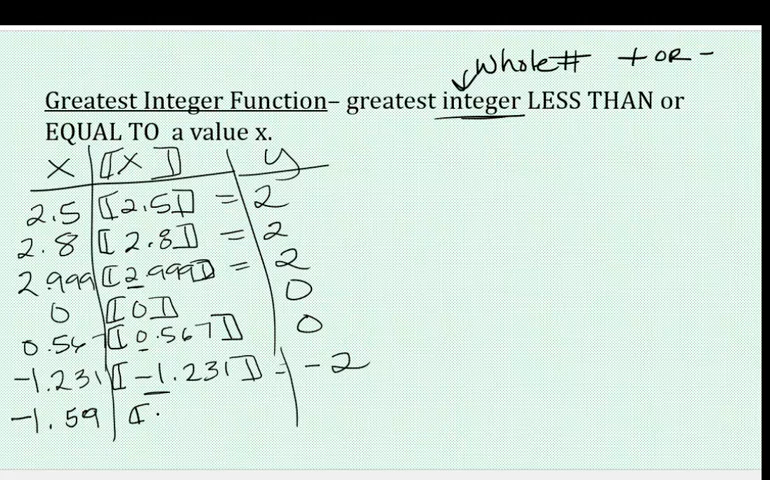 whole# + OR -
Greatest Integer Function– greatest integer LESS THAN or
EQUAL TO a value x.
x ⟦x⟧ y
2.5 ⟦2.5⟧ = 2
2.8 ⟦2.8⟧ = 2
2.999 ⟦2.999⟧ = 2
0 ⟦0⟧ 0
0.567 ⟦0.567⟧ 0
-1.231 ⟦-1.231⟧ = -2
-1.59 ⟦.